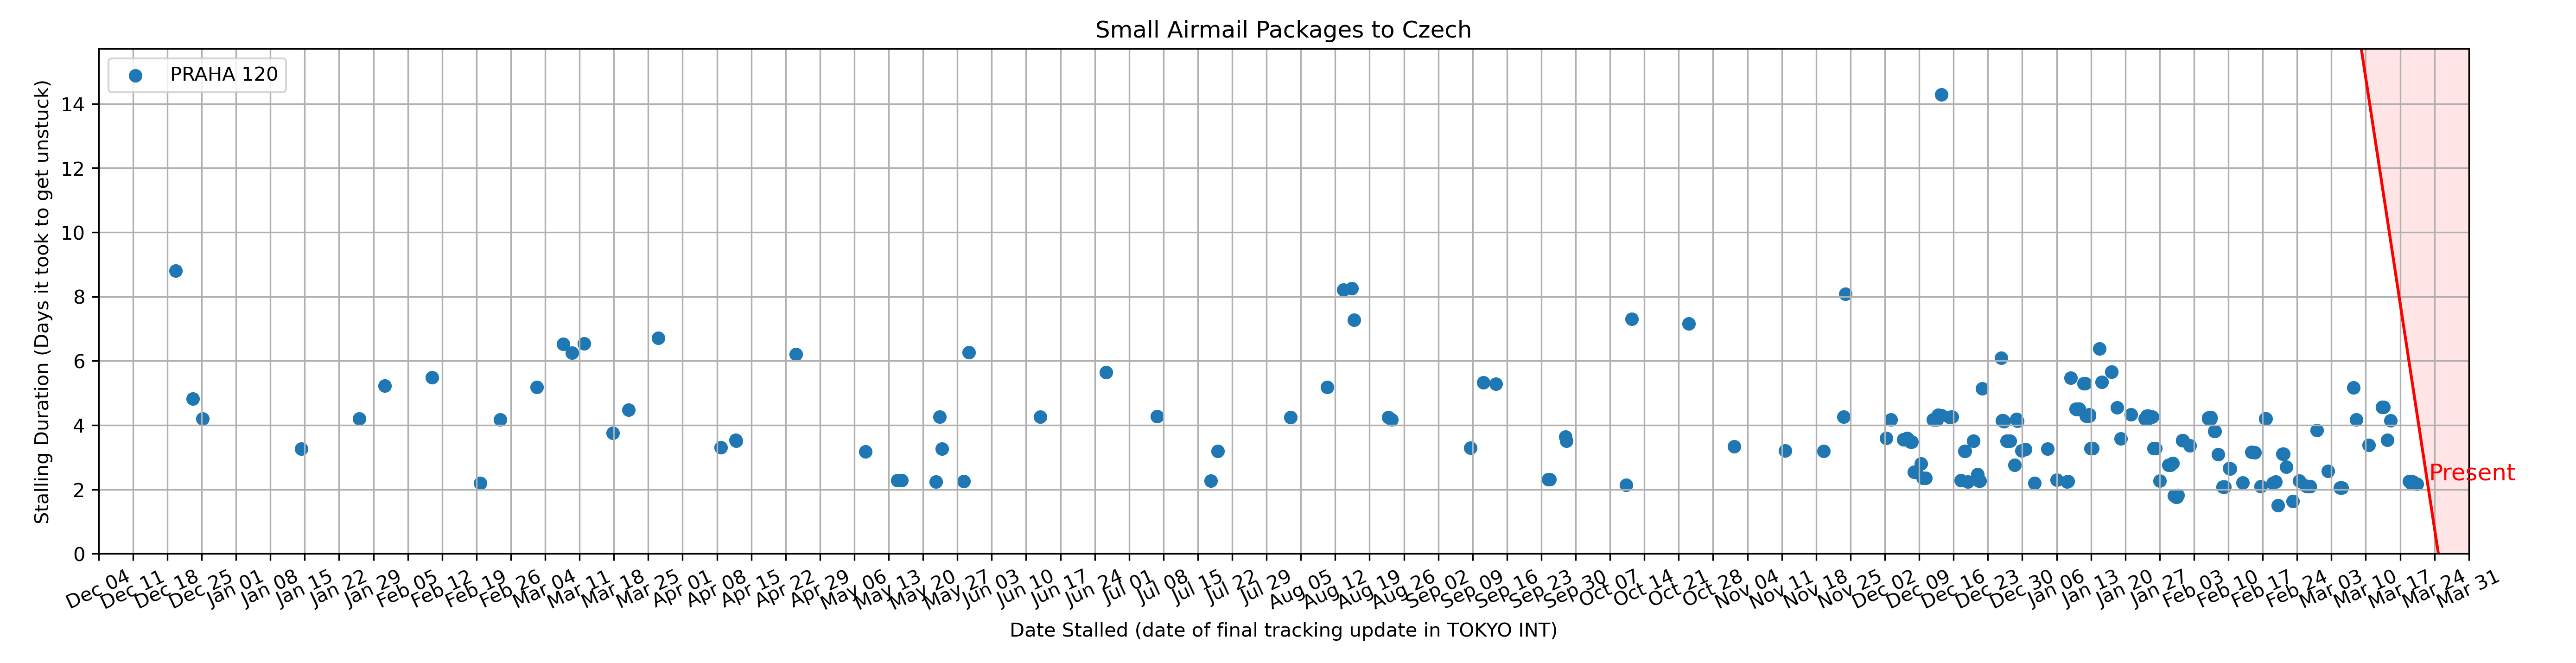 Small Airmail Packages to Czech
PRAHA 120
Stalling Duration (Days it took to get unstuck)
14
12
10
8
6
4
2
0
Present
Dec 04
Dec 11
Dec 18
Dec 25
Jan 01
Jan 08
Jan 15
Jan 22
Jan 29
Feb 05
Feb 12
Feb 19
Feb 26
Mar 04
Mar 11
Mar 18
Mar 25
Apr 01
Apr 08
Apr 15
Apr 22
Apr 29
May 06
May 13
May 20
May 27
Jun 03
Jun 10
Jun 17
Jun 24
Jul 01
Jul 08
Jul 15
Jul 22
Jul 29
Aug 05
Aug 12
Aug 19
Aug 26
Sep 02
Sep 09
Sep 16
Sep 23
Sep 30
Oct 07
Oct 14
Oct 21
Oct 28
Nov 04
Nov 11
Nov 18
Nov 25
Dec 02
Dec 09
Dec 16
Dec 23
Dec 30
Jan 06
Jan 13
Jan 20
Jan 27
Feb 03
Feb 10
Feb 17
Feb 24
Mar 03
Mar 10
Mar 17
Mar 24
Mar 31
Date Stalled (date of final tracking update in TOKYO INT)